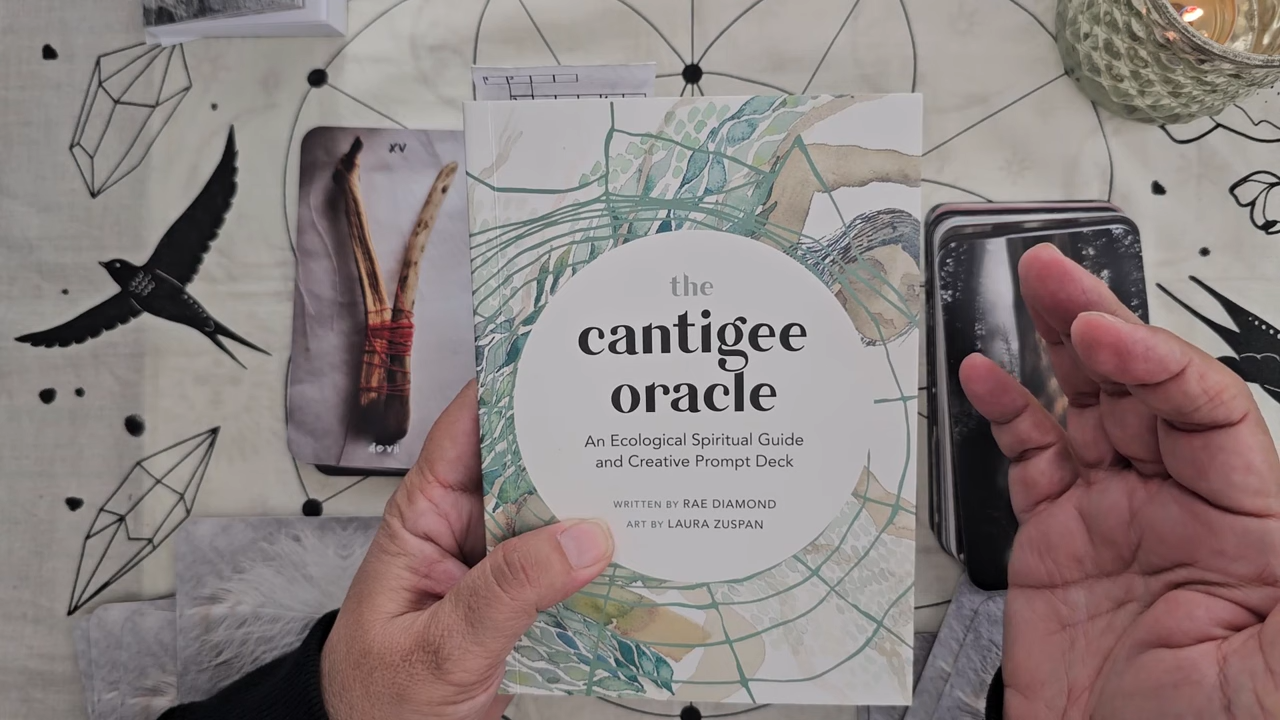 XV
devil
the
cantigee
oracle
An Ecological Spiritual Guide
and Creative Prompt Deck
WRITTEN BY RAE DIAMOND
ART BY LAURA ZUSPAN